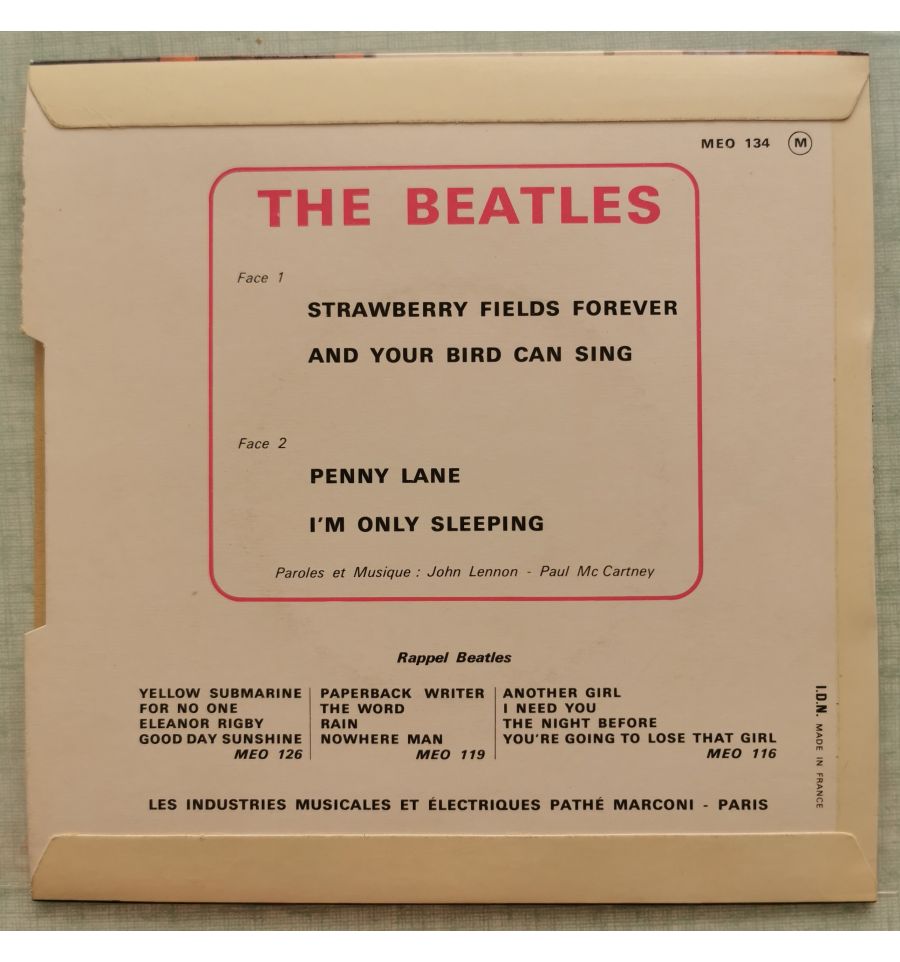 MEO 134 M
THE BEATLES
Face 1
STRAWBERRY FIELDS FOREVER
AND YOUR BIRD CAN SING
Face 2
PENNY LANE
I'M ONLY SLEEPING
Paroles et Musique : John Lennon - Paul Mc Cartney
Rappel Beatles
YELLOW SUBMARINE
FOR NO ONE
ELEANOR RIGBY
GOOD DAY SUNSHINE
MEO 126
PAPERBACK WRITER
THE WORD
RAIN
NOWHERE MAN
MEO 119
ANOTHER GIRL
I NEED YOU
THE NIGHT BEFORE
YOU'RE GOING TO LOSE THAT GIRL
MEO 116
I.D.N. MADE IN FRANCE
LES INDUSTRIES MUSICALES ET ÉLECTRIQUES PATHÉ MARCONI - PARIS